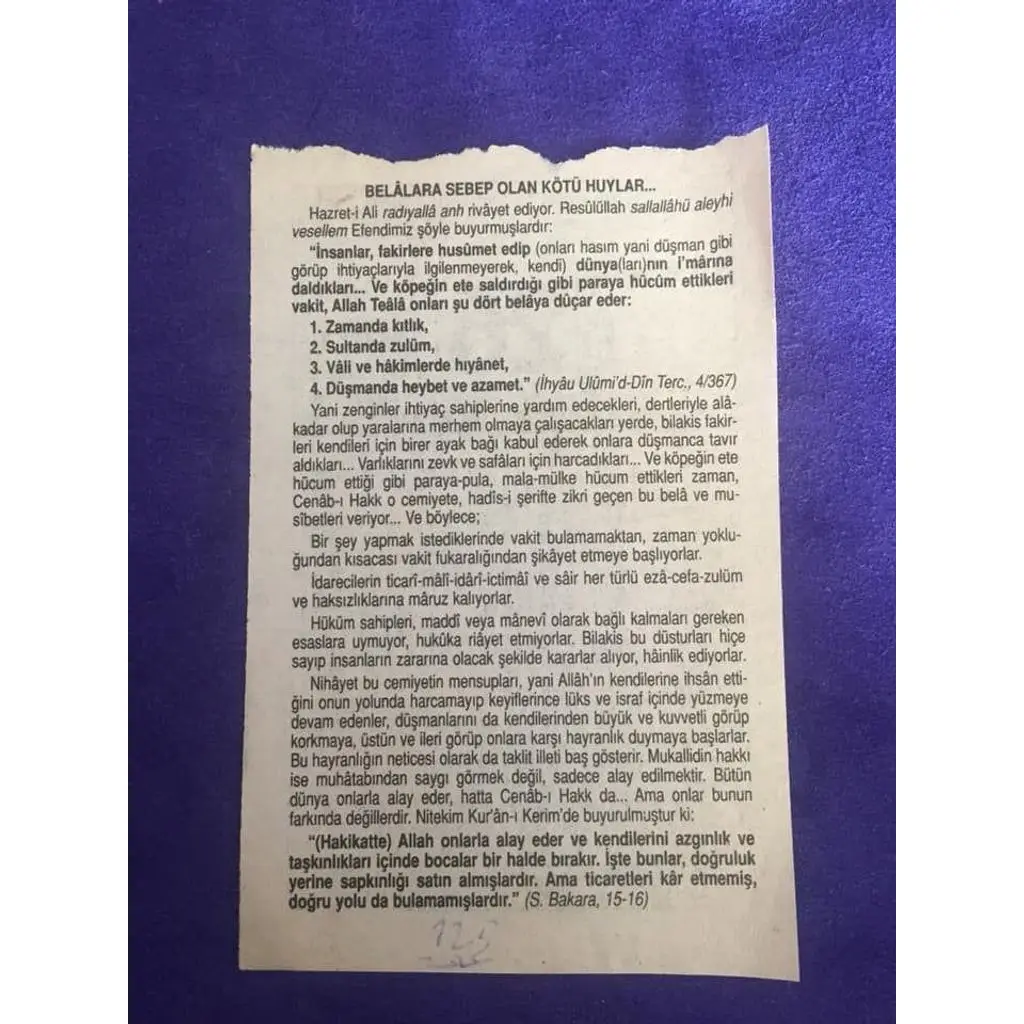 BELÂLARA SEBEP OLAN KÖTÜ HUYLAR...
Hazret-i Ali radıyallâ anh rivâyet ediyor. Resûlüllah sallallâhü aleyhi
vesellem Efendimiz şöyle buyurmuşlardır:
“İnsanlar, fakirlere husûmet edip (onları hasım yani düşman gibi
görüp ihtiyaçlarıyla ilgilenmeyerek, kendi) dünya(ları)nın i’mârına
daldıkları... Ve köpeğin ete saldırdığı gibi paraya hücûm ettikleri
vakit, Allah Teâlâ onları şu dört belâya dûçar eder:
1. Zamanda kıtlık,
2. Sultanda zulüm,
3. Vâli ve hâkimlerde hıyânet,
4. Düşmanda heybet ve azamet.” (İhyâu Ulûmi’d-Dîn Terc., 4/367)
Yani zenginler ihtiyaç sahiplerine yardım edecekleri, dertleriyle alâ-
kadar olup yaralarına merhem olmaya çalışacakları yerde, bilakis fakir-
leri kendileri için birer ayak bağı kabul ederek onlara düşmanca tavır
aldıkları... Varlıklarını zevk ve safâları için harcadıkları... Ve köpeğin ete
hücum ettiği gibi paraya-pula, mala-mülke hücum ettikleri zaman,
Cenâb-ı Hakk o cemiyete, hadîs-i şerifte zikri geçen bu belâ ve mu-
sîbetleri veriyor... Ve böylece;
Bir şey yapmak istediklerinde vakit bulamamaktan, zaman yoklu-
ğundan kısacası vakit fukaralığından şikâyet etmeye başlıyorlar.
İdarecilerin ticarî-mâlî-idârî-ictimâî ve sâir her türlü ezâ-cefa-zulüm
ve haksızlıklarına mâruz kalıyorlar.
Hüküm sahipleri, maddî veya mânevî olarak bağlı kalmaları gereken
esaslara uymuyor, hukûka riâyet etmiyorlar. Bilakis bu düsturları hiçe
sayıp insanların zararına olacak şekilde kararlar alıyor, hâinlik ediyorlar.
Nihâyet bu cemiyetin mensupları, yani Allâh’ın kendilerine ihsân etti-
ğini onun yolunda harcamayıp keyiflerince lüks ve israf içinde yüzmeye
devam edenler, düşmanlarını da kendilerinden büyük ve kuvvetli görüp
korkmaya, üstün ve ileri görüp onlara karşı hayranlık duymaya başlarlar.
Bu hayranlığın neticesi olarak da taklit illeti baş gösterir. Mukallidin hakkı
ise muhâtabından saygı görmek değil, sadece alay edilmektir. Bütün
dünya onlarla alay eder, hatta Cenâb-ı Hakk da... Ama onlar bunun
farkında değillerdir. Nitekim Kur’ân-ı Kerim’de buyurulmuştur ki:
“(Hakikatte) Allah onlarla alay eder ve kendilerini azgınlık ve
taşkınlıkları içinde bocalar bir halde bırakır. İşte bunlar, doğruluk
yerine sapkınlığı satın almışlardır. Ama ticaretleri kâr etmemiş,
doğru yolu da bulamamışlardır.” (S. Bakara, 15-16)